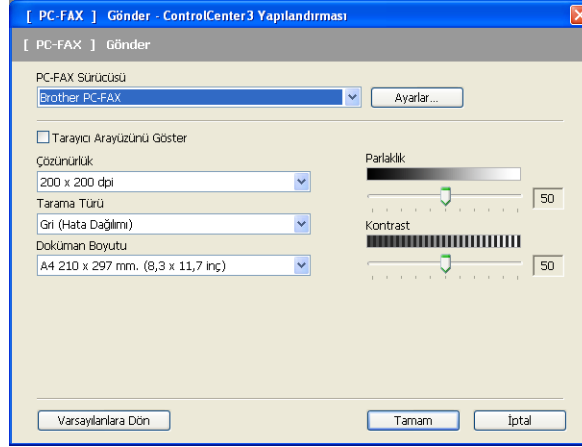 [ PC-FAX ] Gönder - ControlCenter3 Yapılandırması
[ PC-FAX ] Gönder
PC-FAX Sürücüsü
Brother PC-FAX
Ayarlar...
Tarayıcı Arayüzünü Göster
Çözünürlük
200 x 200 dpi
Tarama Türü
Gri (Hata Dağılımı)
Doküman Boyutu
A4 210 x 297 mm. (8,3 x 11,7 inç)
Parlaklık
50
Kontrast
50
Varsayılanlara Dön
Tamam
İptal